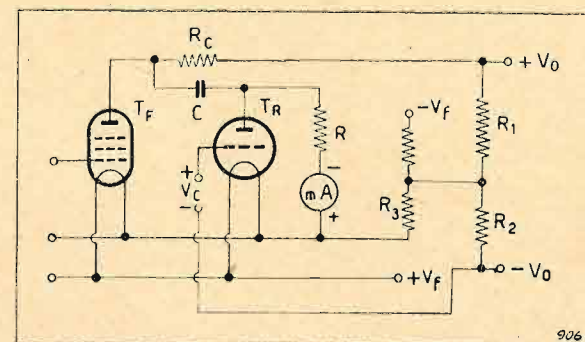 R_C
+ V_0
T_F
C
T_R
-V_f
R_1
R
-
+
V_C
-
mA
+
R_3
R_2
+V_f
- V_0
906